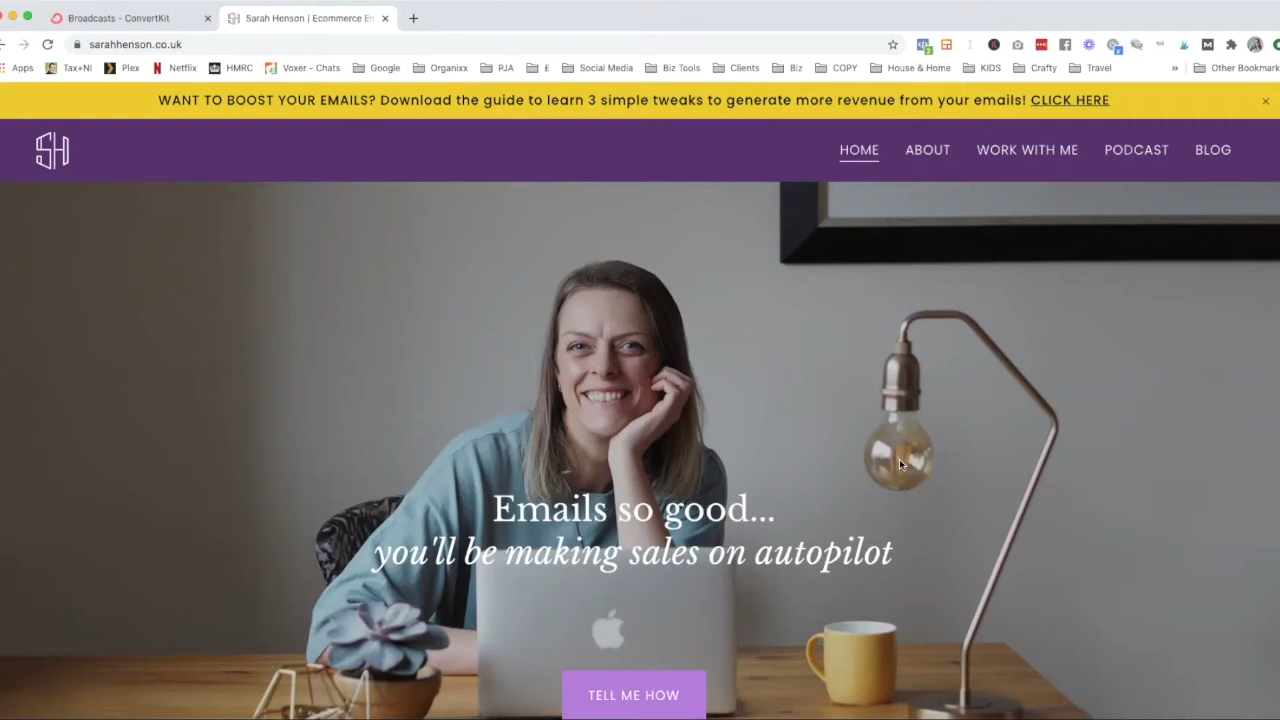 Broadcasts - ConvertKit
Sarah Henson | Ecommerce Em
sarahhenson.co.uk
Apps Tax+NI Plex Netflix HMRC Voxer - Chats Google Organixx PJA £ Social Media Biz Tools Clients Biz COPY House & Home KIDS Crafty Travel » Other Bookmark
WANT TO BOOST YOUR EMAILS? Download the guide to learn 3 simple tweaks to generate more revenue from your emails! CLICK HERE
SH
HOME ABOUT WORK WITH ME PODCAST BLOG
Emails so good...
you'll be making sales on autopilot
TELL ME HOW